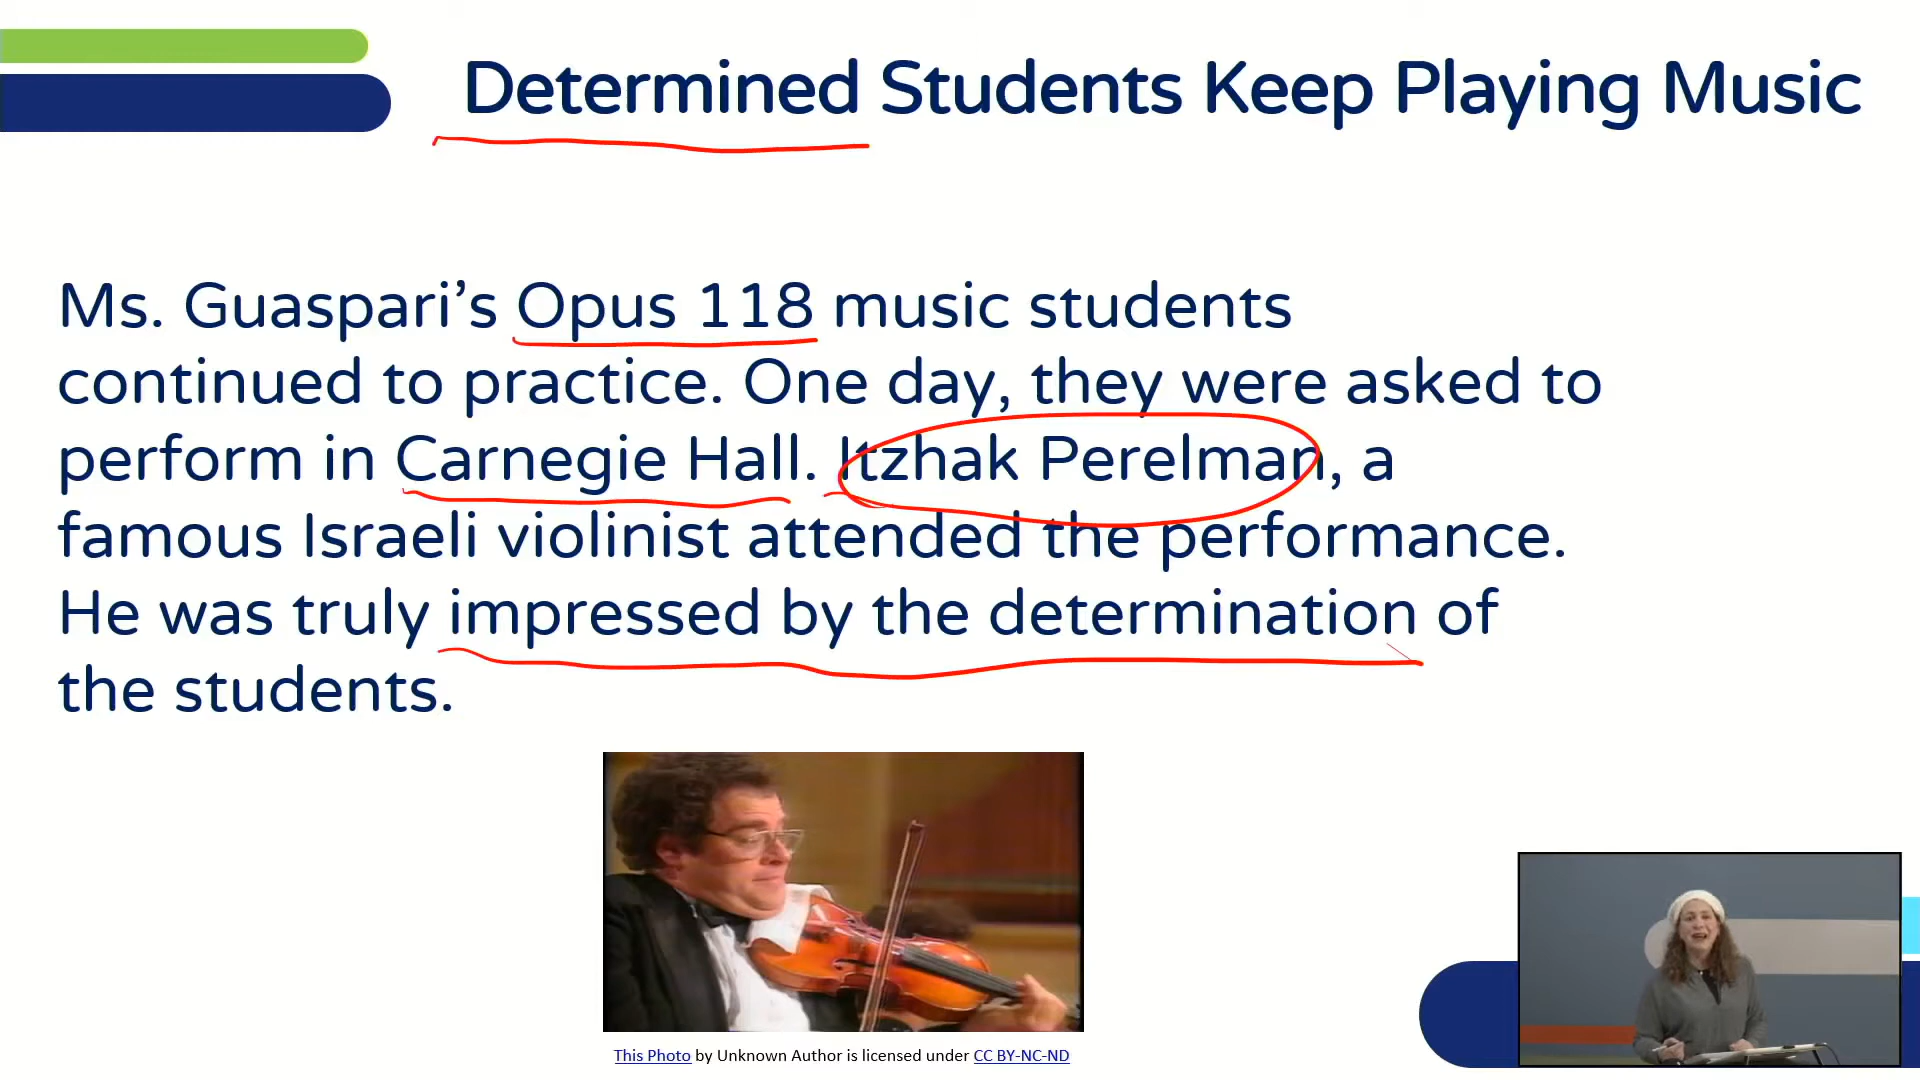 Determined Students Keep Playing Music
Ms. Guaspari’s Opus 118 music students
continued to practice. One day, they were asked to
perform in Carnegie Hall. Itzhak Perelman, a
famous Israeli violinist attended the performance.
He was truly impressed by the determination of
the students.
This Photo by Unknown Author is licensed under CC BY-NC-ND